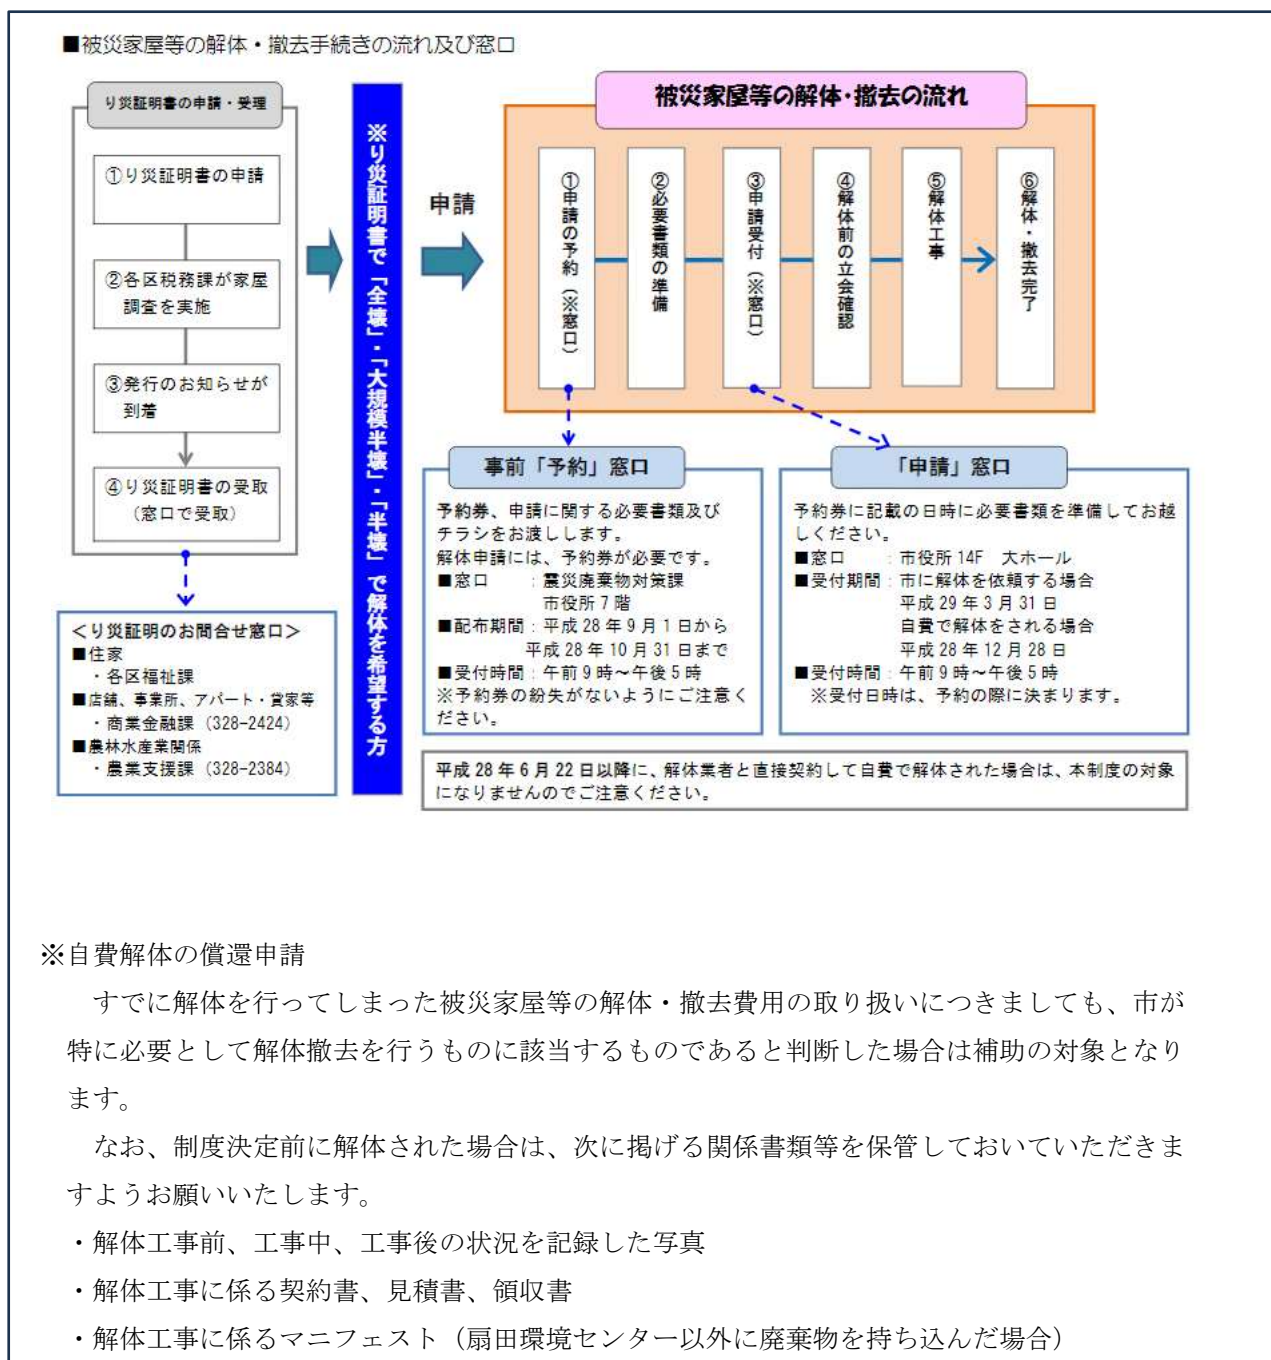 ■被災家屋等の解体・撤去手続きの流れ及び窓口
り災証明書の申請・受理
①り災証明書の申請
②各区税務課が家屋
調査を実施
③発行のお知らせが
到着
④り災証明書の受取
（窓口で受取）
＜り災証明のお問合せ窓口＞
■住家
・各区福祉課
■店舗、事業所、アパート・貸家等
・商業金融課（328-2424）
■農林水産業関係
・農業支援課（328-2384）
※り災証明書で「全壊」・「大規模半壊」・「半壊」で解体を希望する方
申請
被災家屋等の解体・撤去の流れ
①申請の予約（※窓口）
②必要書類の準備
③申請受付（※窓口）
④解体前の立会確認
⑤解体工事
⑥解体・撤去完了
事前「予約」窓口
予約券、申請に関する必要書類及び
チラシをお渡しします。
解体申請には、予約券が必要です。
■窓口　：震災廃棄物対策課
市役所7階
■配布期間：平成28年9月1日から
平成28年10月31日まで
■受付時間：午前9時～午後5時
※予約券の紛失がないようにご注意く
ださい。
「申請」窓口
予約券に記載の日時に必要書類を準備してお越
しください。
■窓口　：市役所14F　大ホール
■受付期間：市に解体を依頼する場合
平成29年3月31日
自費で解体をされる場合
平成28年12月28日
■受付時間：午前9時～午後5時
※受付日時は、予約の際に決まります。
平成28年6月22日以降に、解体業者と直接契約して自費で解体された場合は、本制度の対象
になりませんのでご注意ください。
※自費解体の償還申請
すでに解体を行ってしまった被災家屋等の解体・撤去費用の取り扱いにつきましても、市が
特に必要として解体撤去を行うものに該当するものであると判断した場合は補助の対象となり
ます。
なお、制度決定前に解体された場合は、次に掲げる関係書類等を保管しておいていただきま
すようお願いいたします。
・解体工事前、工事中、工事後の状況を記録した写真
・解体工事に係る契約書、見積書、領収書
・解体工事に係るマニフェスト（扇田環境センター以外に廃棄物を持ち込んだ場合）